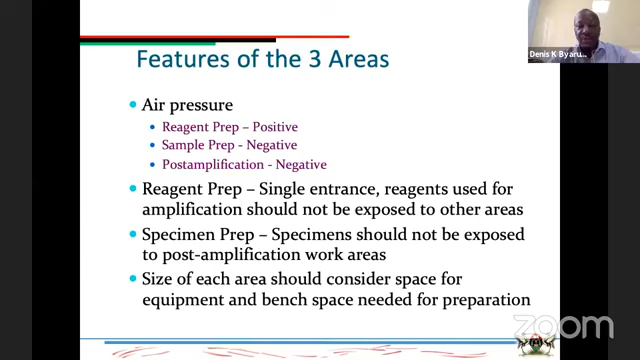 Features of the 3 Areas
Denis K Byaru...
Air pressure
Reagent Prep – Positive
Sample Prep - Negative
Postamplification - Negative
Reagent Prep – Single entrance, reagents used for
amplification should not be exposed to other areas
Specimen Prep – Specimens should not be exposed
to post-amplification work areas
Size of each area should consider space for
equipment and bench space needed for preparation
zoom